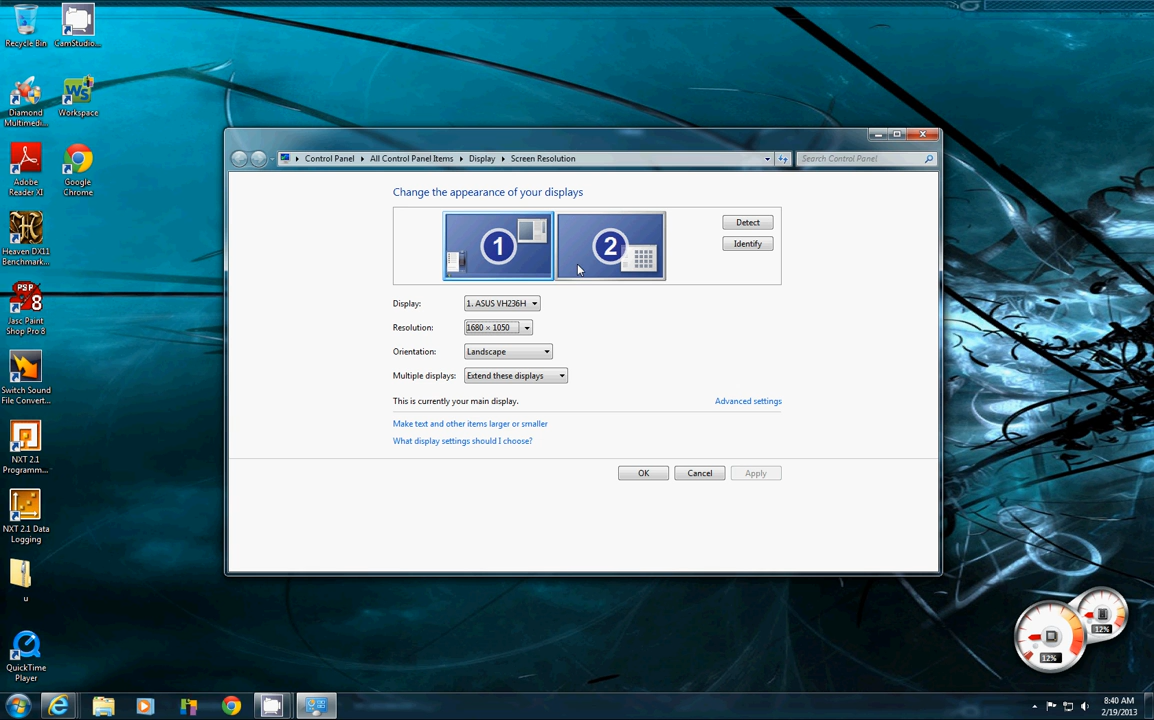 Recycle Bin
CamStudio...
Diamond
Multimedi...
Workspace
Adobe
Reader XI
Google
Chrome
Heaven DX11
Benchmark...
PSP
8
Jasc Paint
Shop Pro 8
Switch Sound
File Convert...
NXT 2.1
Programm...
NXT 2.1 Data
Logging
u
QuickTime
Player
WS
Control Panel
All Control Panel Items
Display
Screen Resolution
Search Control Panel
Change the appearance of your displays
1
2
Detect
Identify
Display:
1. ASUS VH236H
Resolution:
1680 × 1050
Orientation:
Landscape
Multiple displays:
Extend these displays
This is currently your main display.
Advanced settings
Make text and other items larger or smaller
What display settings should I choose?
OK
Cancel
Apply
12%
12%
8:40 AM
2/19/2013